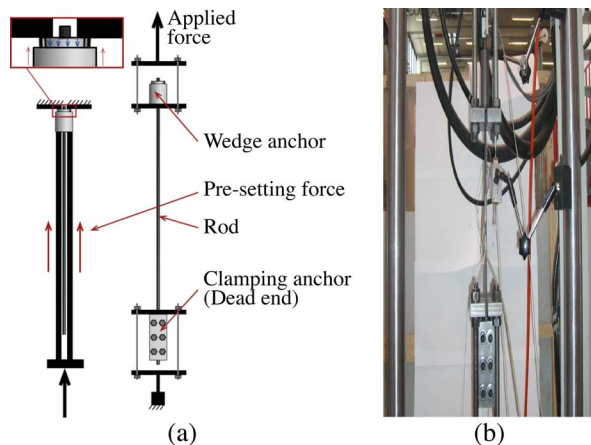 Applied
force
Wedge anchor
Pre-setting force
Rod
Clamping anchor
(Dead end)
(a)
(b)